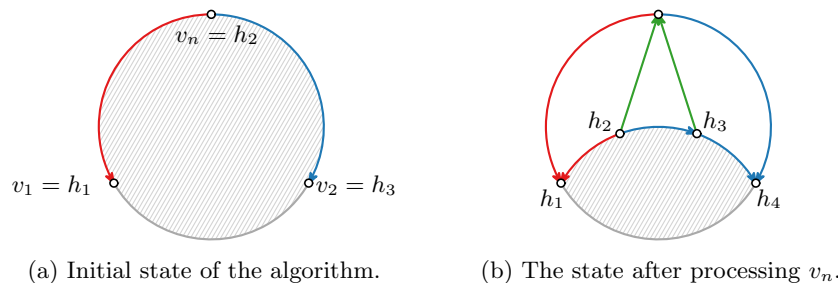 $v_n = h_2$
$v_1 = h_1$
$v_2 = h_3$
(a) Initial state of the algorithm.
$h_2$
$h_3$
$h_1$
$h_4$
(b) The state after processing $v_n$.